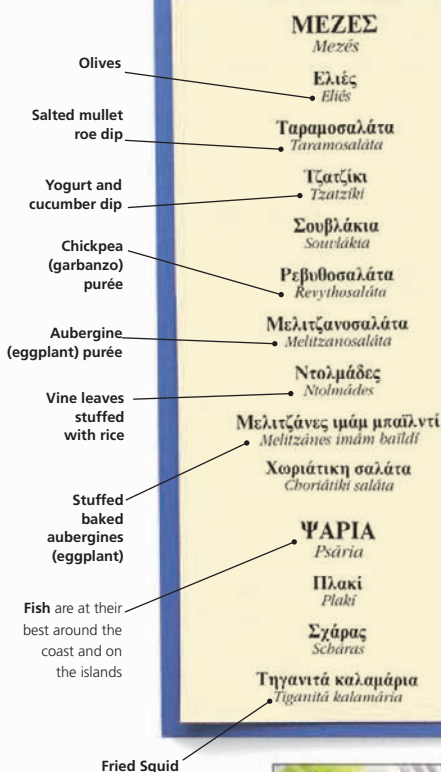 ΜΕΖΕΣ
Mezés
Olives
Ελιές
Eliés
Salted mullet
roe dip
Ταραμοσαλάτα
Taramosaláta
Yogurt and
cucumber dip
Τζατζίκι
Tzatzíki
Σουβλάκια
Souvlákia
Chickpea
(garbanzo)
purée
Ρεβυθοσαλάτα
Revythosaláta
Aubergine
(eggplant) purée
Μελιτζανοσαλάτα
Melitzanosaláta
Vine leaves
stuffed
with rice
Ντολμάδες
Ntolmádes
Μελιτζάνες ιμάμ μπαϊλντί
Melitzánes imám baïldí
Χωριάτικη σαλάτα
Choriátiki saláta
Stuffed
baked
aubergines
(eggplant)
ΨΑΡΙΑ
Psária
Fish are at their
best around the
coast and on
the islands
Πλακί
Plakí
Σχάρας
Scháras
Τηγανιτά καλαμάρια
Tiganitá kalamária
Fried Squid